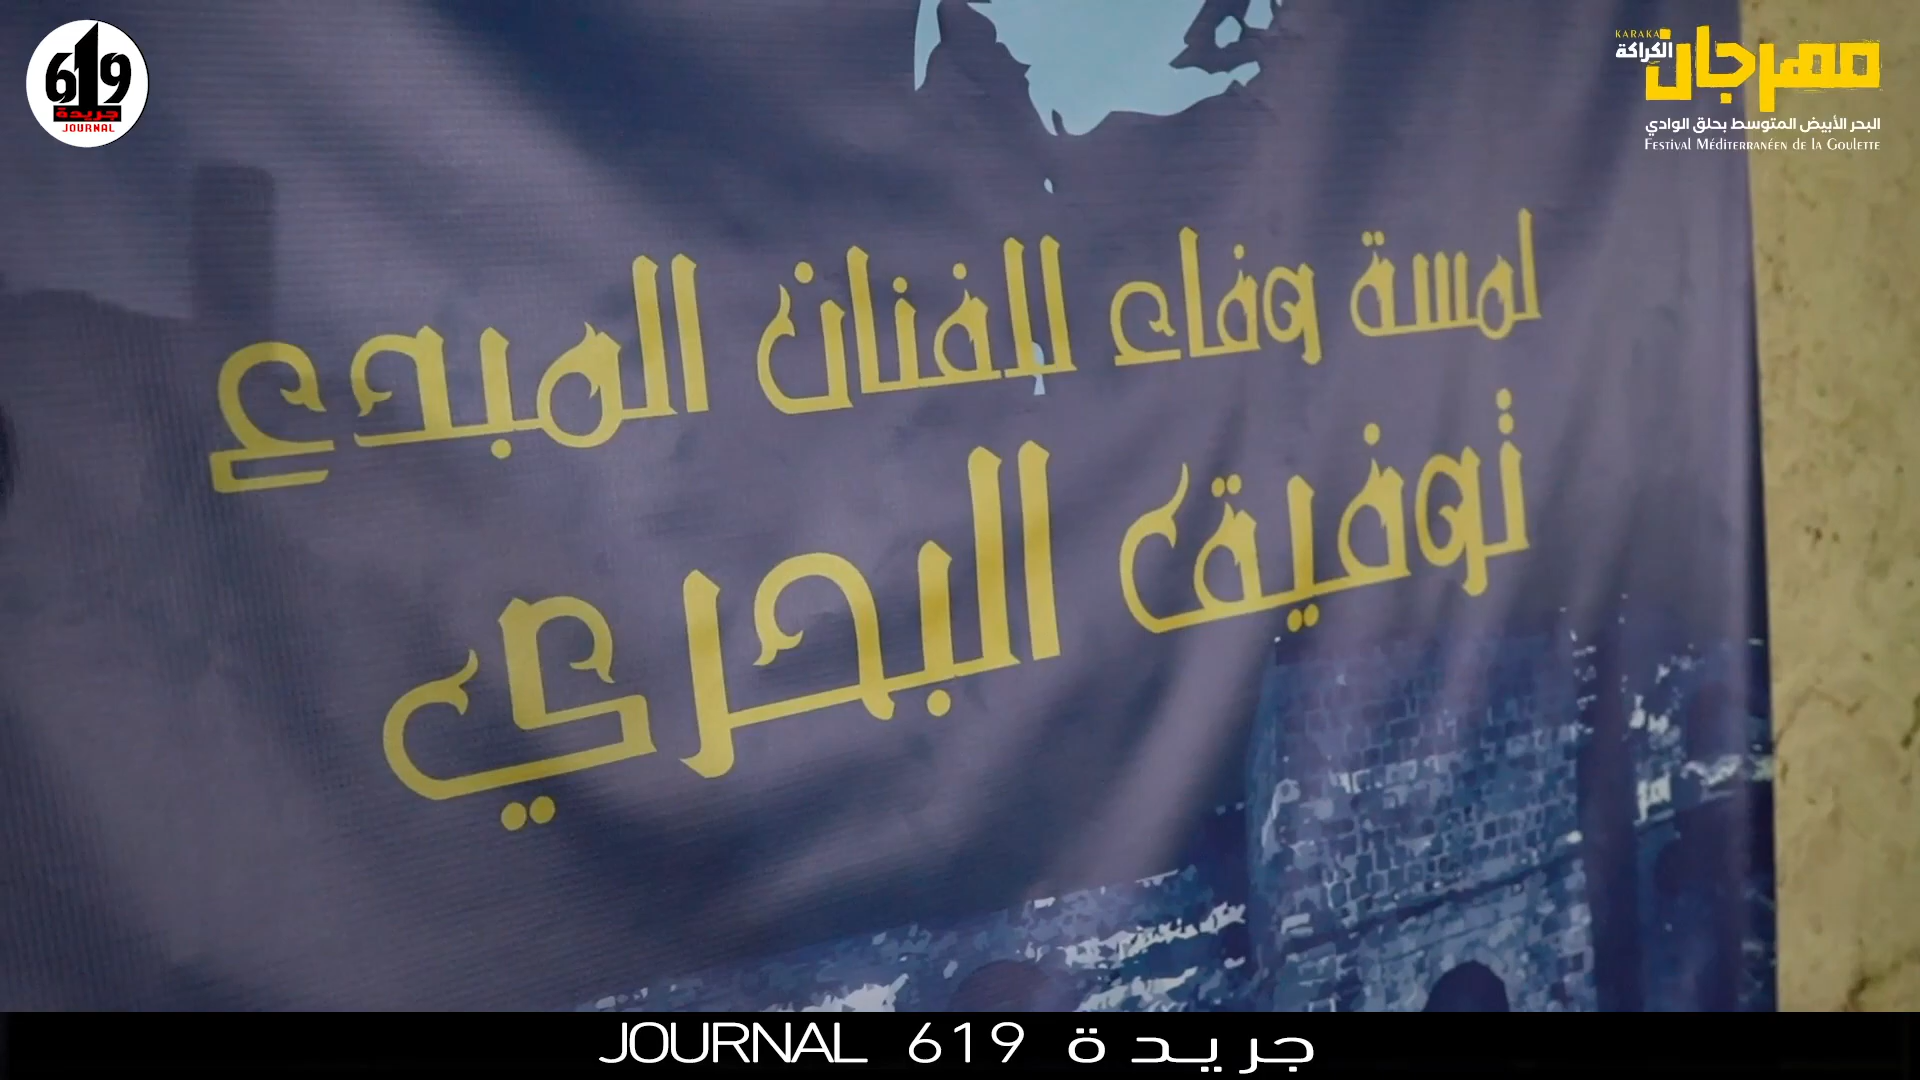 619
جريدة
JOURNAL
KARAKA
مهرجان الكراكة
البحر الأبيض المتوسط بحلق الوادي
Festival Méditerranéen de la Goulette
لمسة وفاء للفنان المبدع
توفيق البحري
JOURNAL 619 جريدة